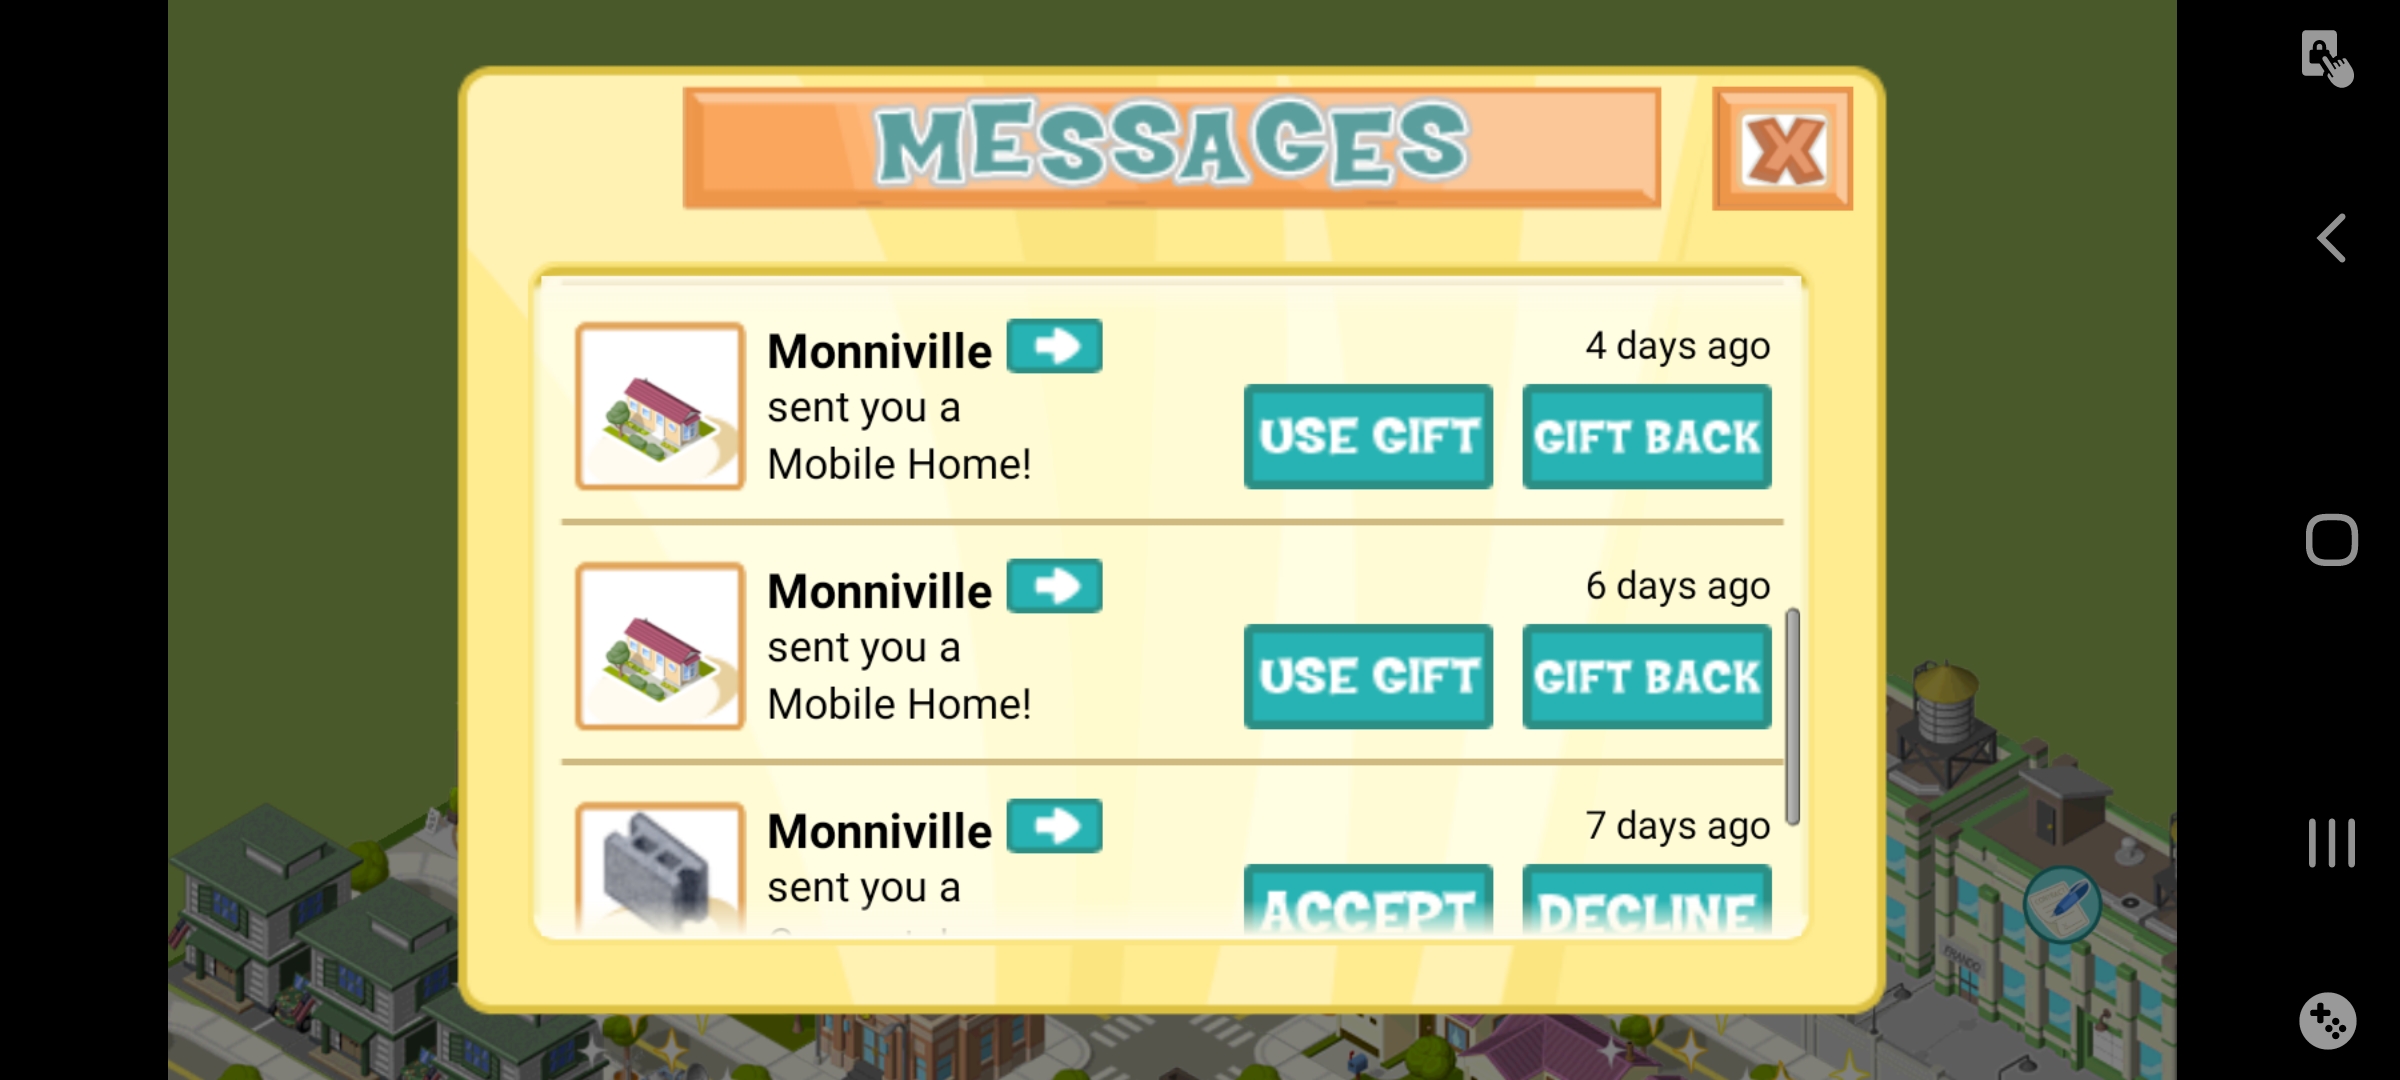 MESSAGES
X
Monniville
4 days ago
sent you a
Mobile Home!
USE GIFT
GIFT BACK
Monniville
6 days ago
sent you a
Mobile Home!
USE GIFT
GIFT BACK
Monniville
7 days ago
sent you a
ACCEPT
DECLINE